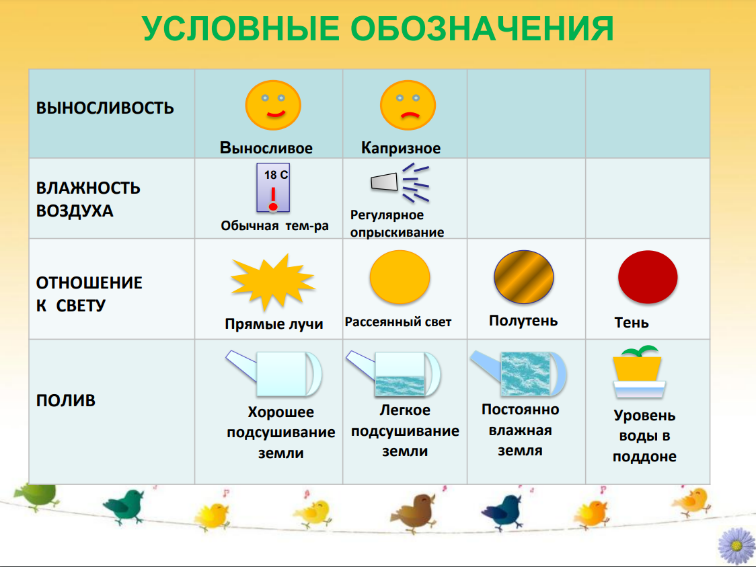 УСЛОВНЫЕ ОБОЗНАЧЕНИЯ
ВЫНОСЛИВОСТЬ
Выносливое
Капризное
ВЛАЖНОСТЬ
ВОЗДУХА
18 С
Обычная тем-ра
Регулярное
опрыскивание
ОТНОШЕНИЕ
К СВЕТУ
Прямые лучи
Рассеянный свет
Полутень
Тень
ПОЛИВ
Хорошее
подсушивание
земли
Легкое
подсушивание
земли
Постоянно
влажная
земля
Уровень
воды в
поддоне